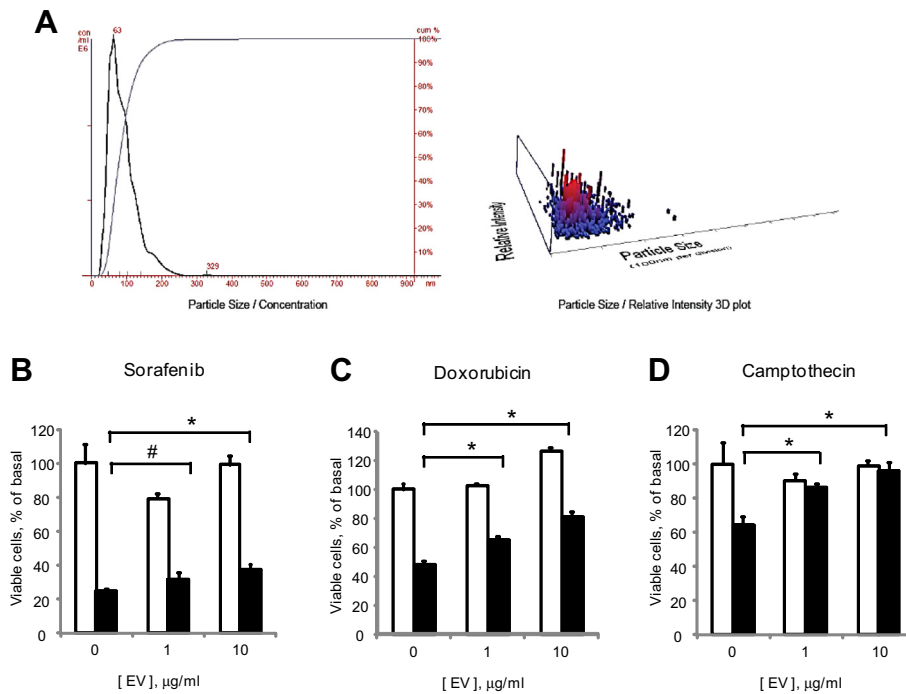 A
con
/ml
E6
63
cum %
100%
90%
80%
70%
60%
50%
40%
30%
20%
10%
329
0 100 200 300 400 500 600 700 800 900 nm
Particle Size / Concentration
Relative Intensity
Particle Size
(100nm per division)
Particle Size / Relative Intensity 3D plot
B
Sorafenib
Viable cells, % of basal
120
100
80
60
40
20
0
#
*
0 1 10
[ EV ], µg/ml
C
Doxorubicin
Viable cells, % of basal
140
120
100
80
60
40
20
0
*
*
0 1 10
[ EV ], µg/ml
D
Camptothecin
Viable cells, % of basal
120
100
80
60
40
20
0
*
*
0 1 10
[ EV ], µg/ml